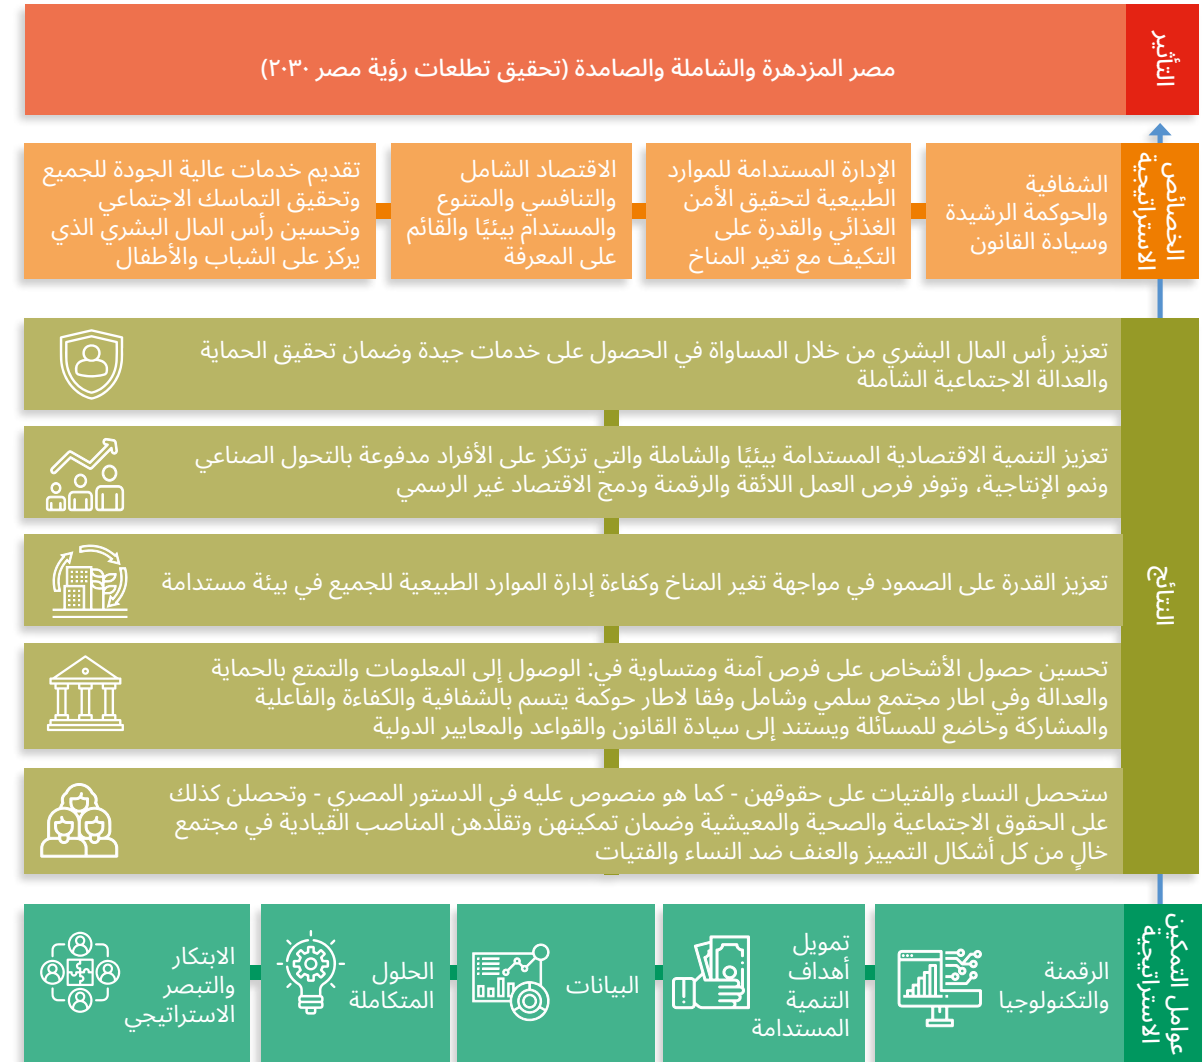 التأثير
مصر المزدهرة والشاملة والصامدة (تحقيق تطلعات رؤية مصر ٢٠٣٠)
الخصائص
الاستراتيجية
الشفافية
والحوكمة الرشيدة
وسيادة القانون
الإدارة المستدامة للموارد
الطبيعية لتحقيق الأمن
الغذائي والقدرة على
التكيف مع تغير المناخ
الاقتصاد الشامل
والتنافسي والمتنوع
والمستدام بيئيًا والقائم
على المعرفة
تقديم خدمات عالية الجودة للجميع
وتحقيق التماسك الاجتماعي
وتحسين رأس المال البشري الذي
يركز على الشباب والأطفال
النتائج
تعزيز رأس المال البشري من خلال المساواة في الحصول على خدمات جيدة وضمان تحقيق الحماية
والعدالة الاجتماعية الشاملة
تعزيز التنمية الاقتصادية المستدامة بيئيًا والشاملة والتي ترتكز على الأفراد مدفوعة بالتحول الصناعي
ونمو الإنتاجية، وتوفر فرص العمل اللائقة والرقمنة ودمج الاقتصاد غير الرسمي
تعزيز القدرة على الصمود في مواجهة تغير المناخ وكفاءة إدارة الموارد الطبيعية للجميع في بيئة مستدامة
تحسين حصول الأشخاص على فرص آمنة ومتساوية في: الوصول إلى المعلومات والتمتع بالحماية
والعدالة وفي اطار مجتمع سلمي وشامل وفقا لاطار حوكمة يتسم بالشفافية والكفاءة والفاعلية
والمشاركة وخاضع للمسائلة ويستند إلى سيادة القانون والقواعد والمعايير الدولية
ستحصل النساء والفتيات على حقوقهن - كما هو منصوص عليه في الدستور المصري - وتحصلن كذلك
على الحقوق الاجتماعية والصحية والمعيشية وضمان تمكينهن وتقلدهن المناصب القيادية في مجتمع
خالٍ من كل أشكال التمييز والعنف ضد النساء والفتيات
عوامل التمكين
الاستراتيجية
الرقمنة
والتكنولوجيا
تمويل
أهداف
التنمية
المستدامة
البيانات
الحلول
المتكاملة
الابتكار
والتبصر
الاستراتيجي